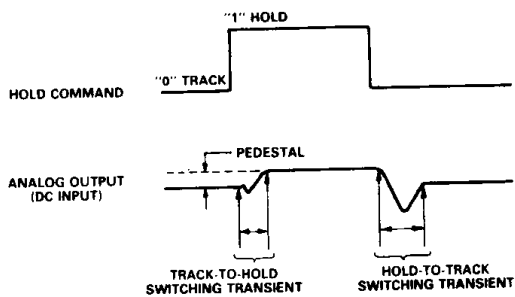 "1" HOLD
"0" TRACK
HOLD COMMAND
PEDESTAL
ANALOG OUTPUT
(DC INPUT)
TRACK-TO-HOLD
SWITCHING TRANSIENT
HOLD-TO-TRACK
SWITCHING TRANSIENT